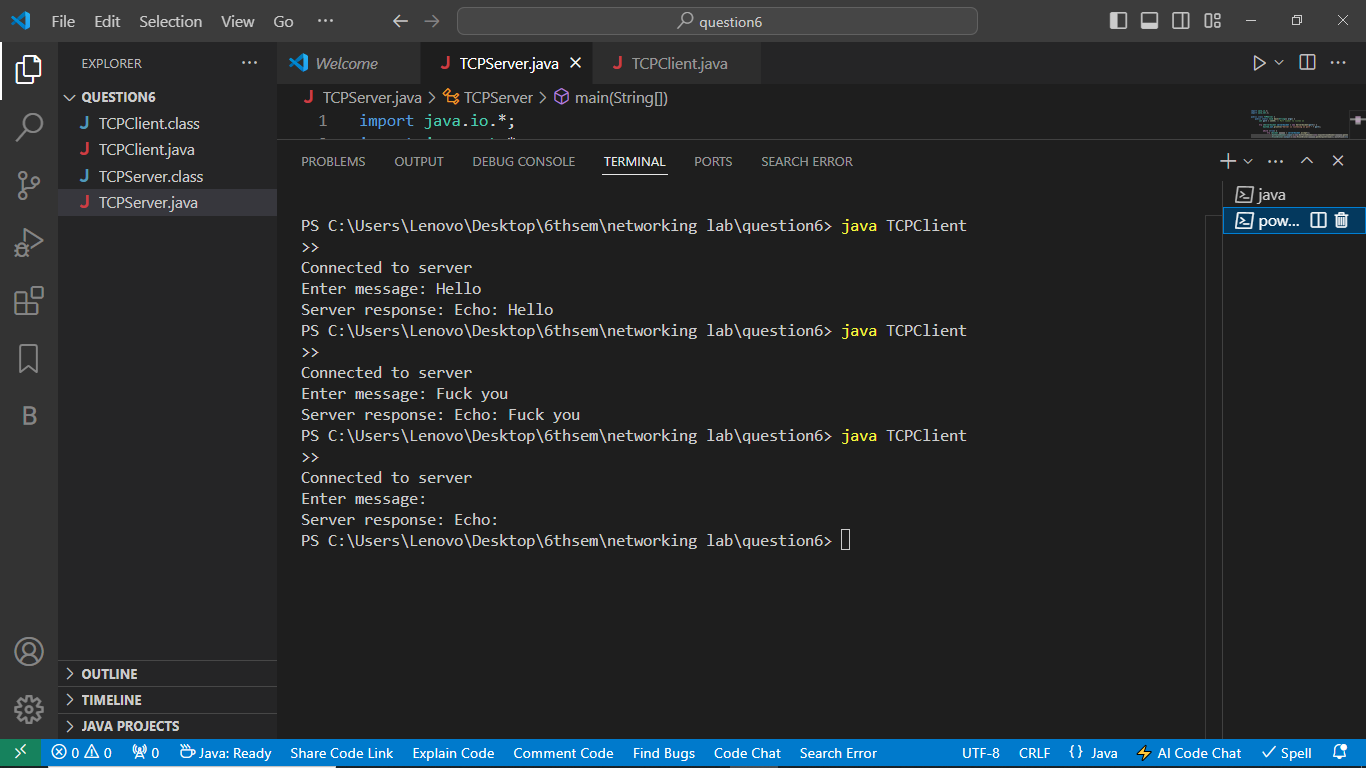 File Edit Selection View Go ··· question6
EXPLORER ···
QUESTION6
J TCPClient.class
J TCPClient.java
J TCPServer.class
J TCPServer.java
OUTLINE
TIMELINE
JAVA PROJECTS
Welcome J TCPServer.java J TCPClient.java
J TCPServer.java > TCPServer > main(String[])
1 import java.io.*;
PROBLEMS OUTPUT DEBUG CONSOLE TERMINAL PORTS SEARCH ERROR
PS C:\Users\Lenovo\Desktop\6thsem\networking lab\question6> java TCPClient
>>
Connected to server
Enter message: Hello
Server response: Echo: Hello
PS C:\Users\Lenovo\Desktop\6thsem\networking lab\question6> java TCPClient
>>
Connected to server
Enter message: Fuck you
Server response: Echo: Fuck you
PS C:\Users\Lenovo\Desktop\6thsem\networking lab\question6> java TCPClient
>>
Connected to server
Enter message:
Server response: Echo:
PS C:\Users\Lenovo\Desktop\6thsem\networking lab\question6>
java
pow...
B
0 0 0 Java: Ready Share Code Link Explain Code Comment Code Find Bugs Code Chat Search Error UTF-8 CRLF {} Java AI Code Chat Spell